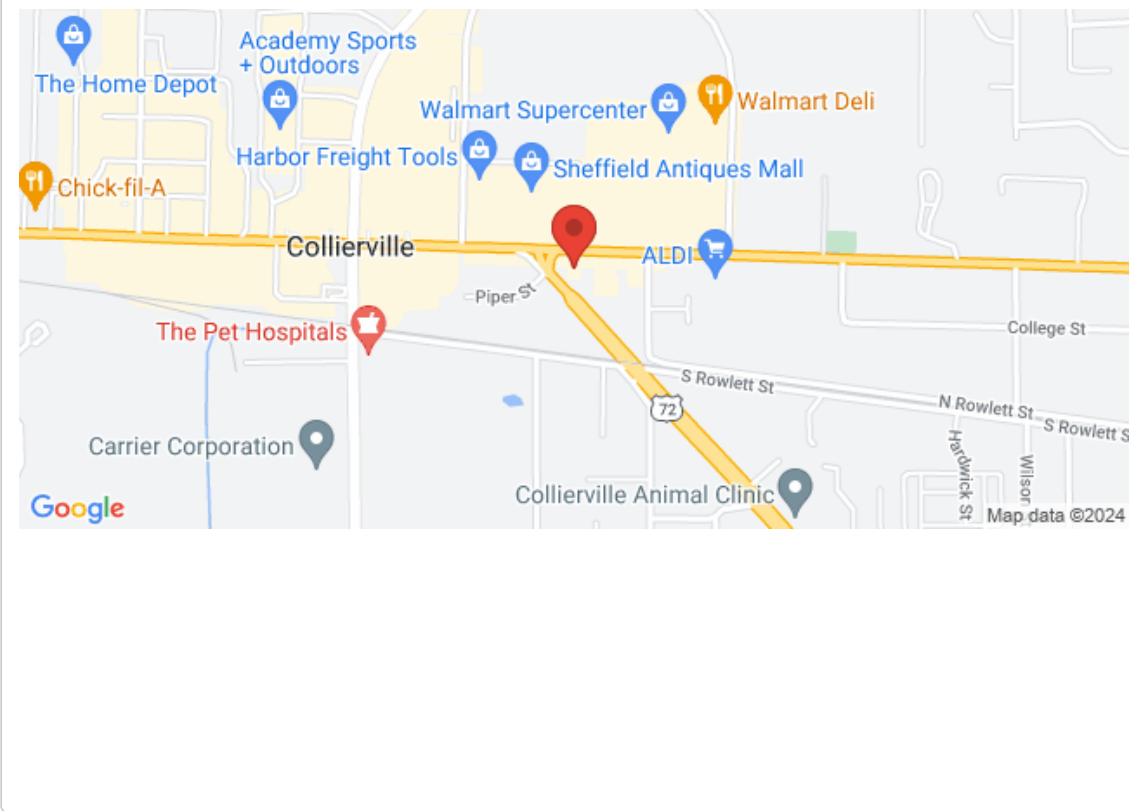 Academy Sports
+ Outdoors
The Home Depot
Walmart Supercenter
Walmart Deli
Harbor Freight Tools
Sheffield Antiques Mall
Chick-fil-A
Collierville
ALDI
Piper St
The Pet Hospitals
College St
S Rowlett St
72
N Rowlett St
S Rowlett S
Carrier Corporation
Hardwick St
Wilson
Collierville Animal Clinic
Google
Map data ©2024